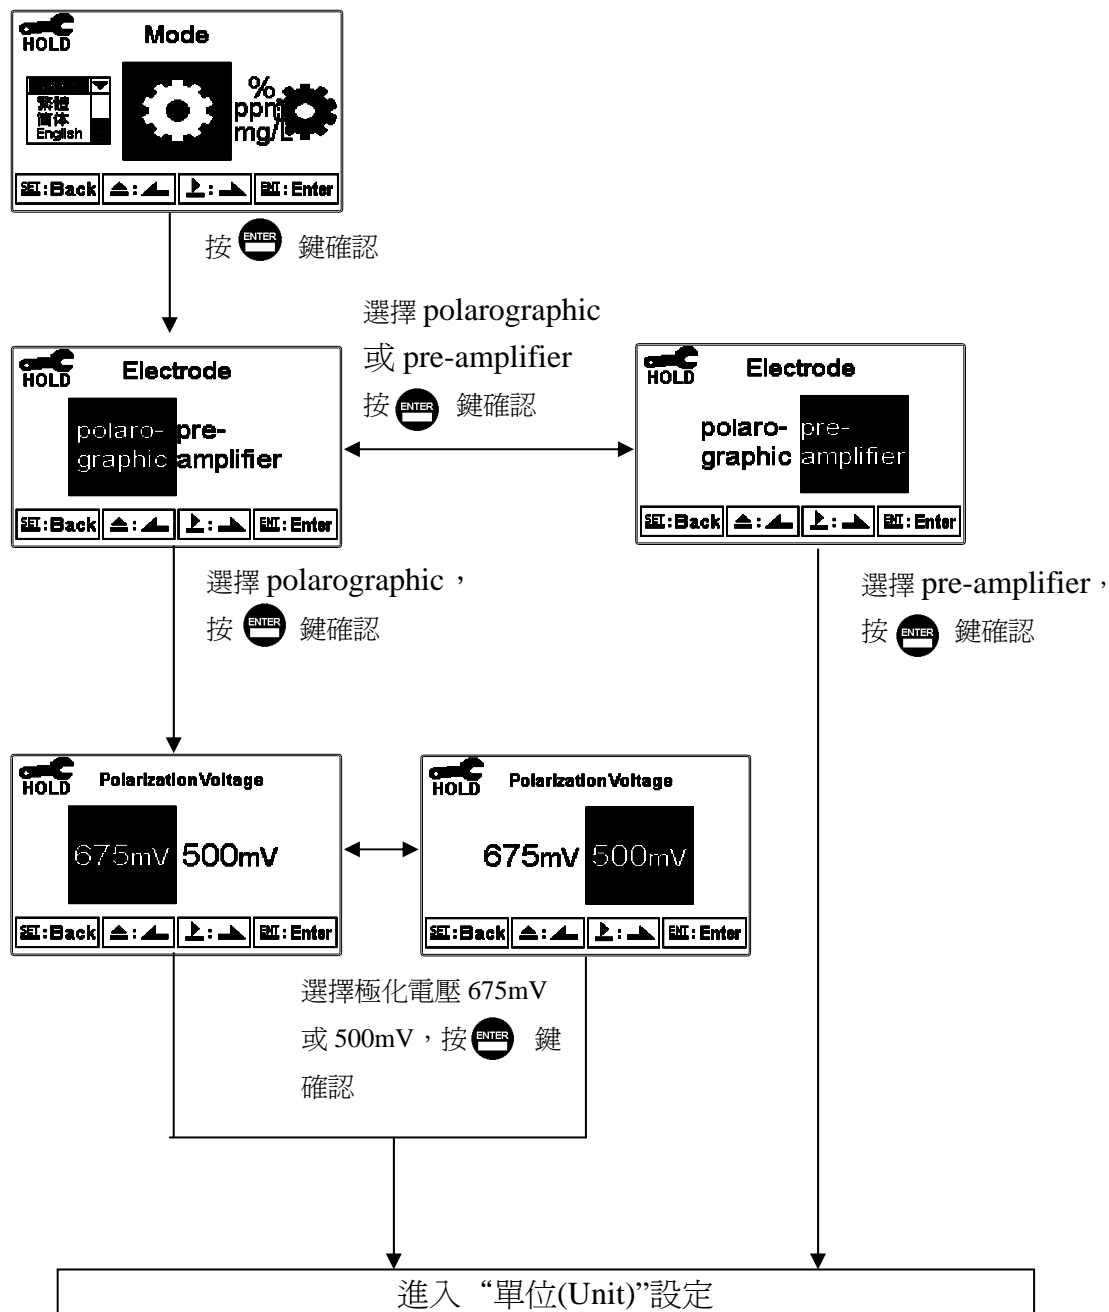 HOLD
Mode
繁體
简体
English
%
ppm
mg/L
SET:Back
ENT:Enter
按 ENTER 鍵確認
選擇 polarographic
或 pre-amplifier
按 ENTER 鍵確認
HOLD
Electrode
polaro- pre-
graphic amplifier
SET:Back
ENT:Enter
HOLD
Electrode
polaro- pre-
graphic amplifier
SET:Back
ENT:Enter
選擇 polarographic，
按 ENTER 鍵確認
選擇 pre-amplifier，
按 ENTER 鍵確認
HOLD
Polarization Voltage
675mV 500mV
SET:Back
ENT:Enter
HOLD
Polarization Voltage
675mV 500mV
SET:Back
ENT:Enter
選擇極化電壓 675mV
或 500mV，按 ENTER 鍵
確認
進入 “單位(Unit)”設定